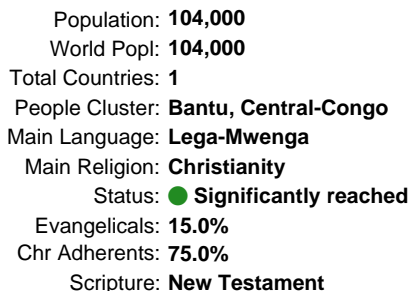 Population: 104,000
World Popl: 104,000
Total Countries: 1
People Cluster: Bantu, Central-Congo
Main Language: Lega-Mwenga
Main Religion: Christianity
Status: Significantly reached
Evangelicals: 15.0%
Chr Adherents: 75.0%
Scripture: New Testament